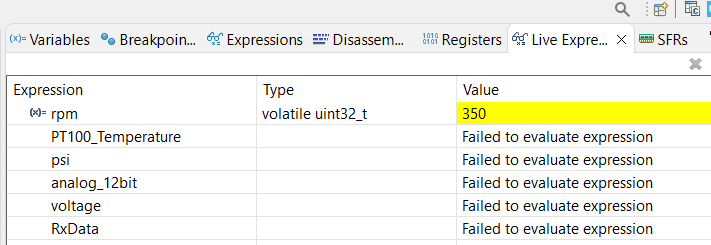 (x)= Variables Breakpoin... Expressions Disassem... 1010 0101 Registers Live Expre... SFRs
Expression Type Value
(x)= rpm volatile uint32_t 350
PT100_Temperature Failed to evaluate expression
psi Failed to evaluate expression
analog_12bit Failed to evaluate expression
voltage Failed to evaluate expression
RxData Failed to evaluate expression